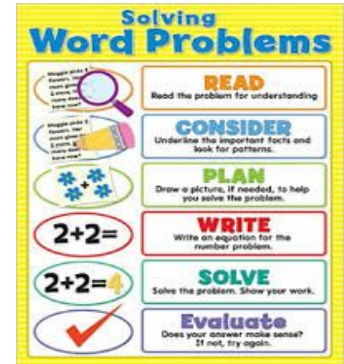 Solving
Word Problems
READ
Read the problem for understanding
CONSIDER
Underline the important facts and
look for patterns.
PLAN
Draw a picture, if needed, to help
you solve the problem.
2+2=
WRITE
Write an equation for the
number problem.
2+2=4
SOLVE
Solve the problem. Show your work.
Evaluate
Does your answer make sense?
If not, try again.